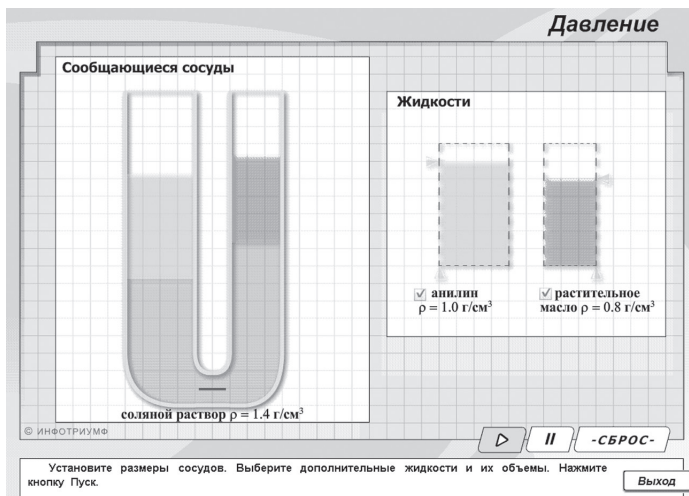 Давление
Сообщающиеся сосуды
Жидкости
анилин
ρ = 1.0 г/см³
растительное
масло ρ = 0.8 г/см³
соляной раствор ρ = 1.4 г/см³
© ИНФОТРИУМФ
-СБРОС-
Установите размеры сосудов. Выберите дополнительные жидкости и их объемы. Нажмите
кнопку Пуск.
Выход